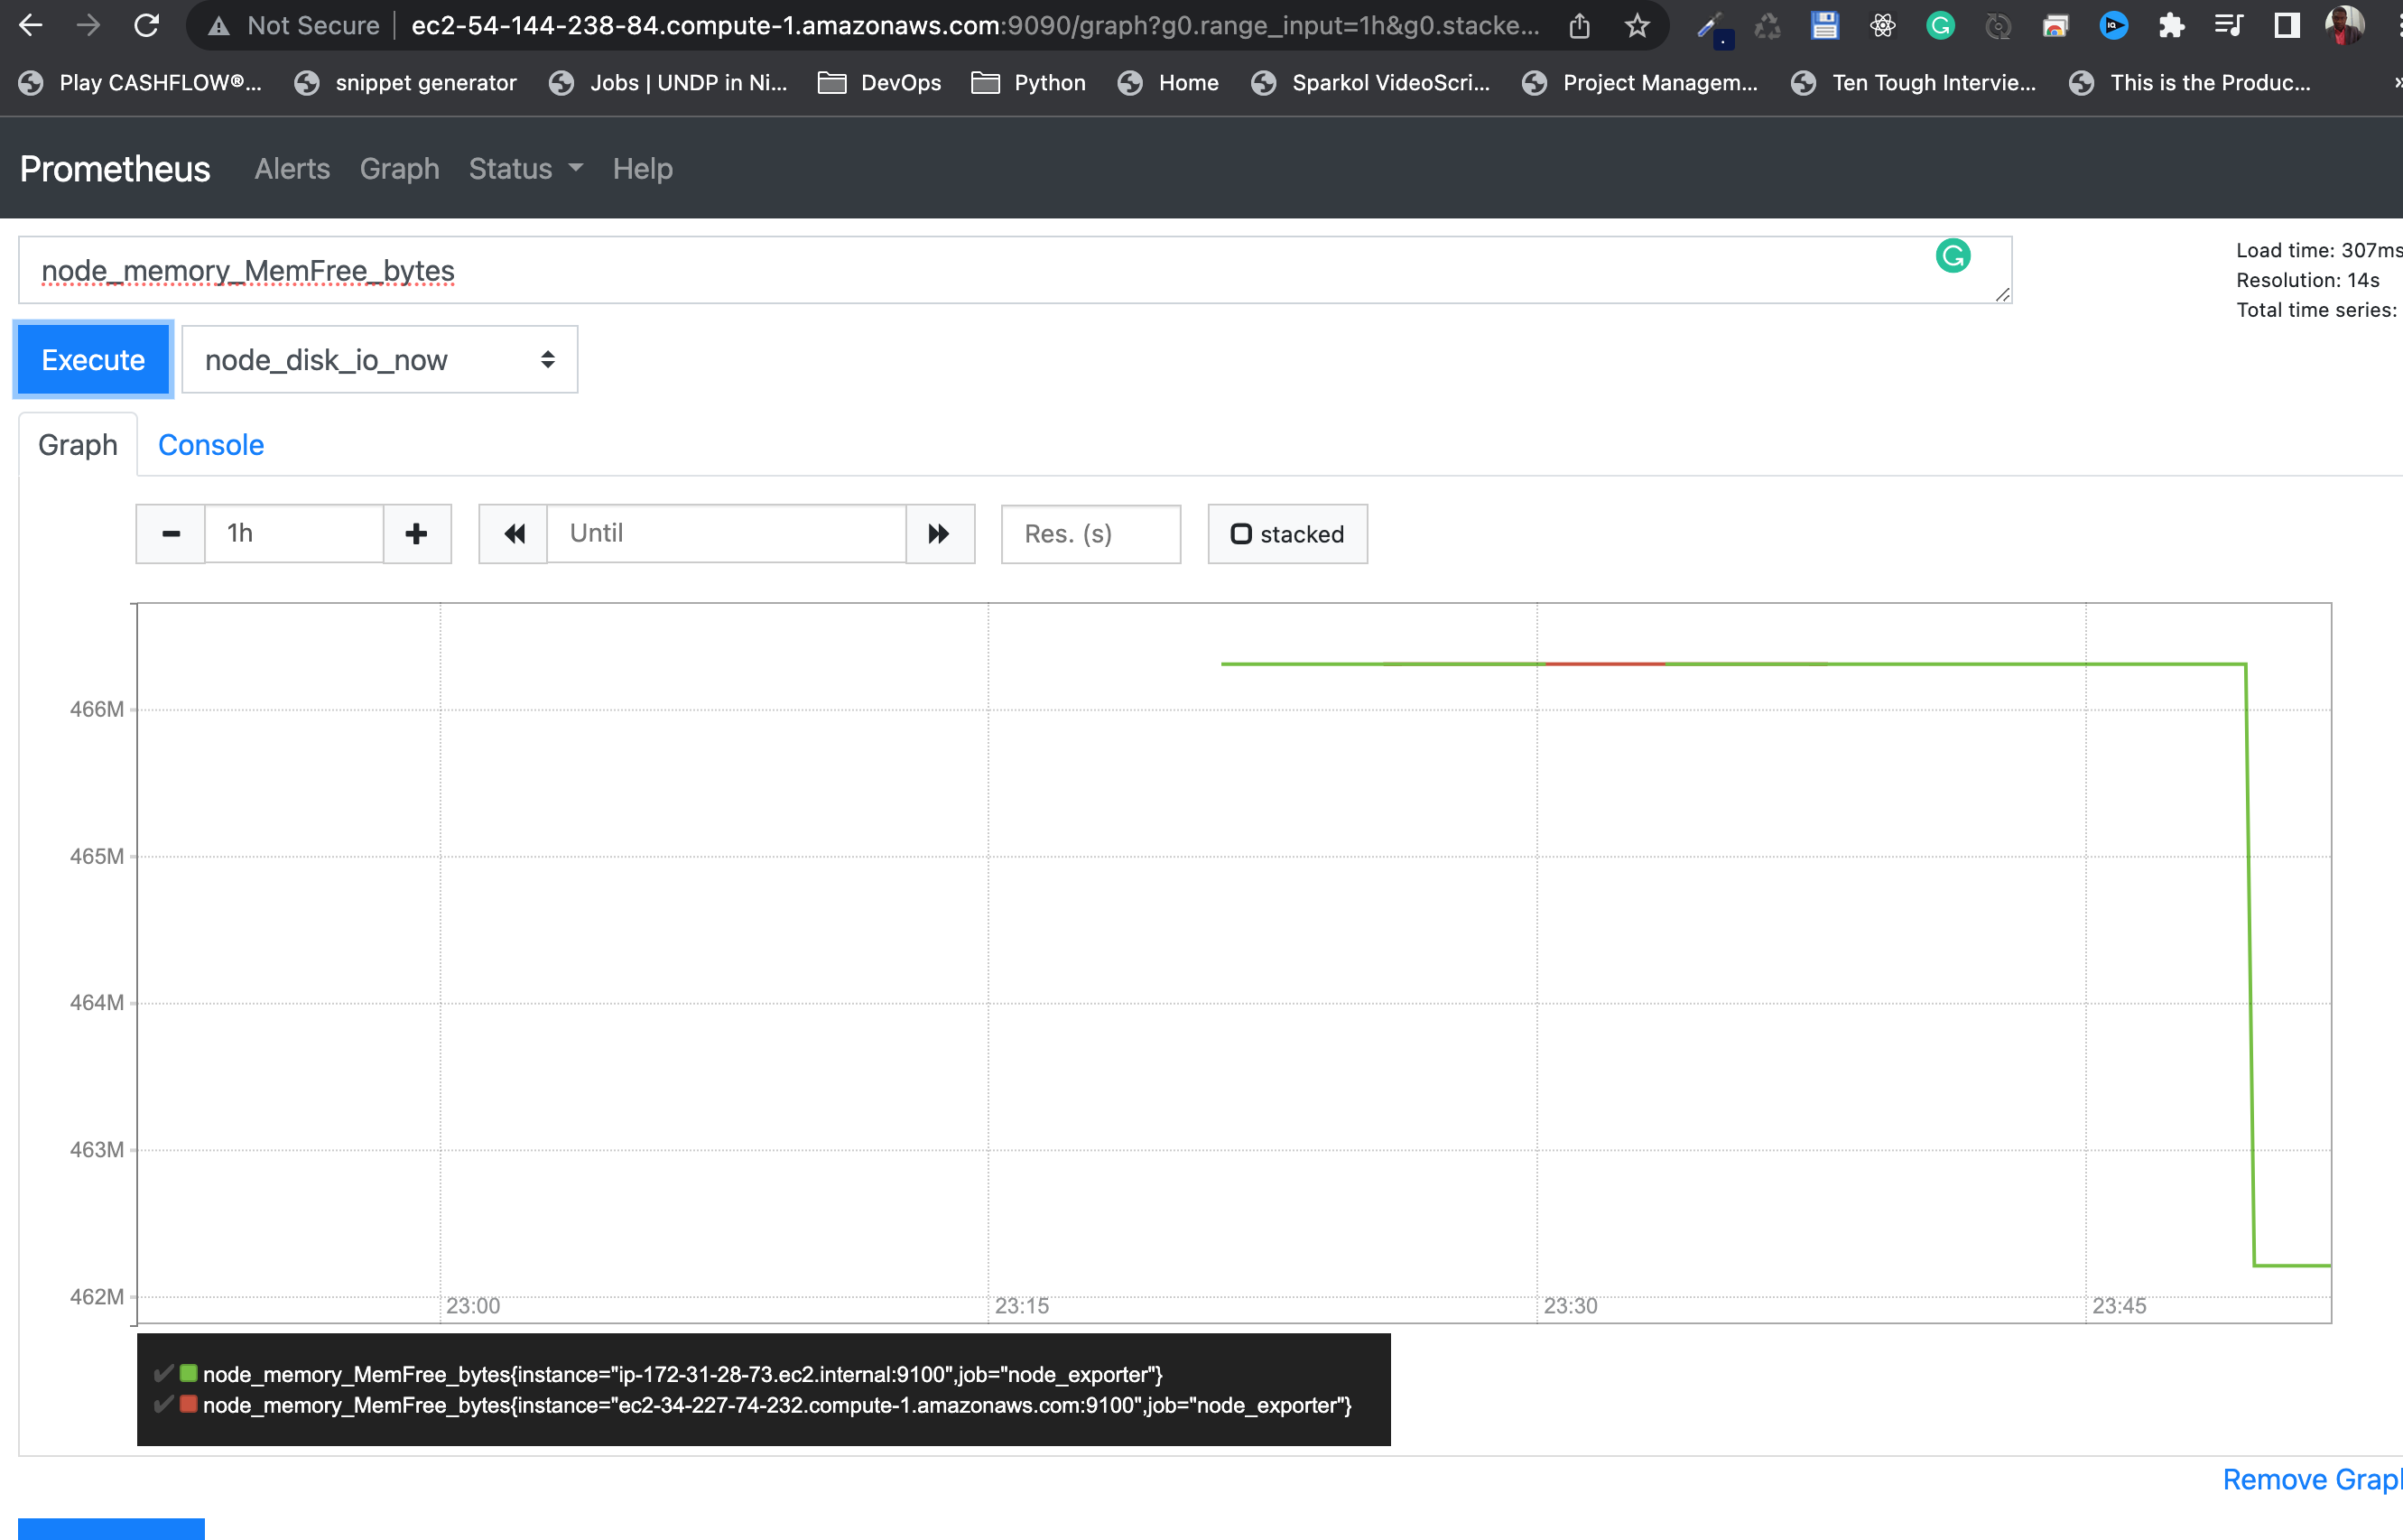 Not Secure | ec2-54-144-238-84.compute-1.amazonaws.com:9090/graph?g0.range_input=1h&g0.stacke...
Play CASHFLOW®... snippet generator Jobs | UNDP in Ni... DevOps Python Home Sparkol VideoScri... Project Managem... Ten Tough Intervie... This is the Produc... »
Prometheus Alerts Graph Status Help
node_memory_MemFree_bytes
Load time: 307ms
Resolution: 14s
Total time series:
Execute node_disk_io_now
Graph Console
1h Until Res. (s) stacked
466M
465M
464M
463M
462M
23:00 23:15 23:30 23:45
node_memory_MemFree_bytes{instance="ip-172-31-28-73.ec2.internal:9100",job="node_exporter"}
node_memory_MemFree_bytes{instance="ec2-34-227-74-232.compute-1.amazonaws.com:9100",job="node_exporter"}
Remove Graph